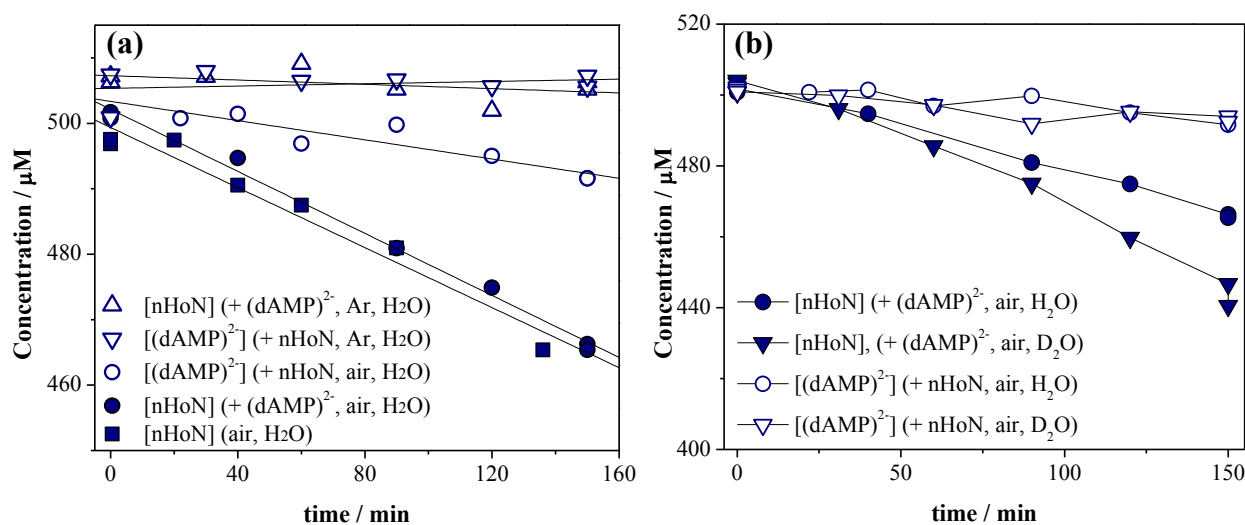 (a)
Concentration / μM
500
480
460
[nHoN] (+ (dAMP)²⁻, Ar, H₂O)
[(dAMP)²⁻] (+ nHoN, Ar, H₂O)
[(dAMP)²⁻] (+ nHoN, air, H₂O)
[nHoN] (+ (dAMP)²⁻, air, H₂O)
[nHoN] (air, H₂O)
0 40 80 120 160
time / min
(b)
Concentration / μM
520
480
440
400
[nHoN] (+ (dAMP)²⁻, air, H₂O)
[nHoN], (+ (dAMP)²⁻, air, D₂O)
[(dAMP)²⁻] (+ nHoN, air, H₂O)
[(dAMP)²⁻] (+ nHoN, air, D₂O)
0 50 100 150
time / min